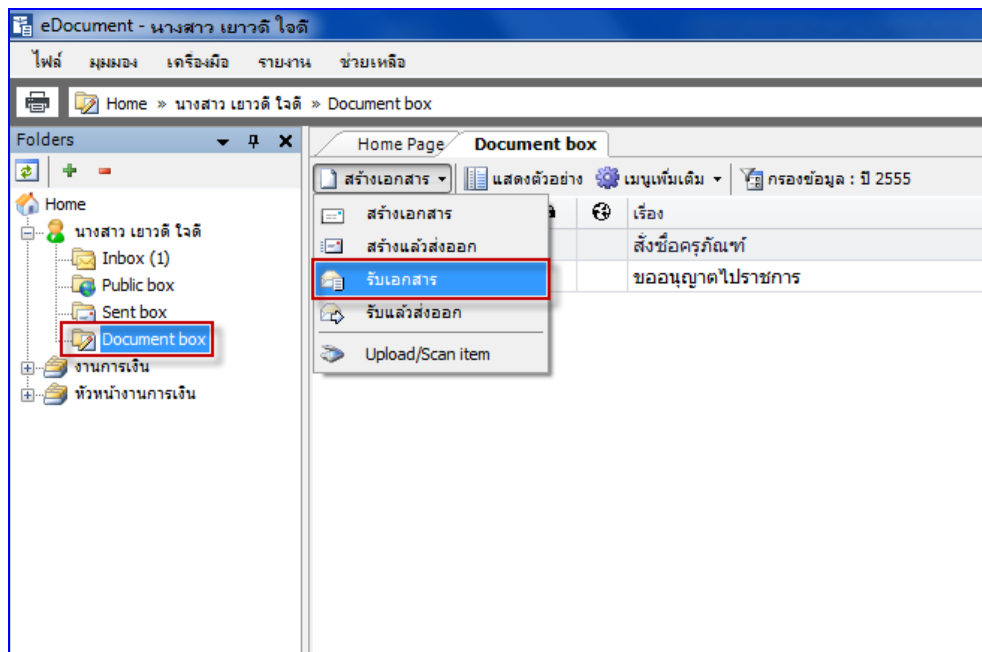 eDocument - นางสาว เยาวดี ใจดี
ไฟล์ มุมมอง เครื่องมือ รายงาน ช่วยเหลือ
Home » นางสาว เยาวดี ใจดี » Document box
Folders
Home
นางสาว เยาวดี ใจดี
Inbox (1)
Public box
Sent box
Document box
งานการเงิน
หัวหน้างานการเงิน
Home Page Document box
สร้างเอกสาร แสดงตัวอย่าง เมนูเพิ่มเติม กรองข้อมูล : ปี 2555
เรื่อง
สั่งซื้อครุภัณฑ์
ขออนุญาตไปราชการ
สร้างเอกสาร
สร้างแล้วส่งออก
รับเอกสาร
รับแล้วส่งออก
Upload/Scan item